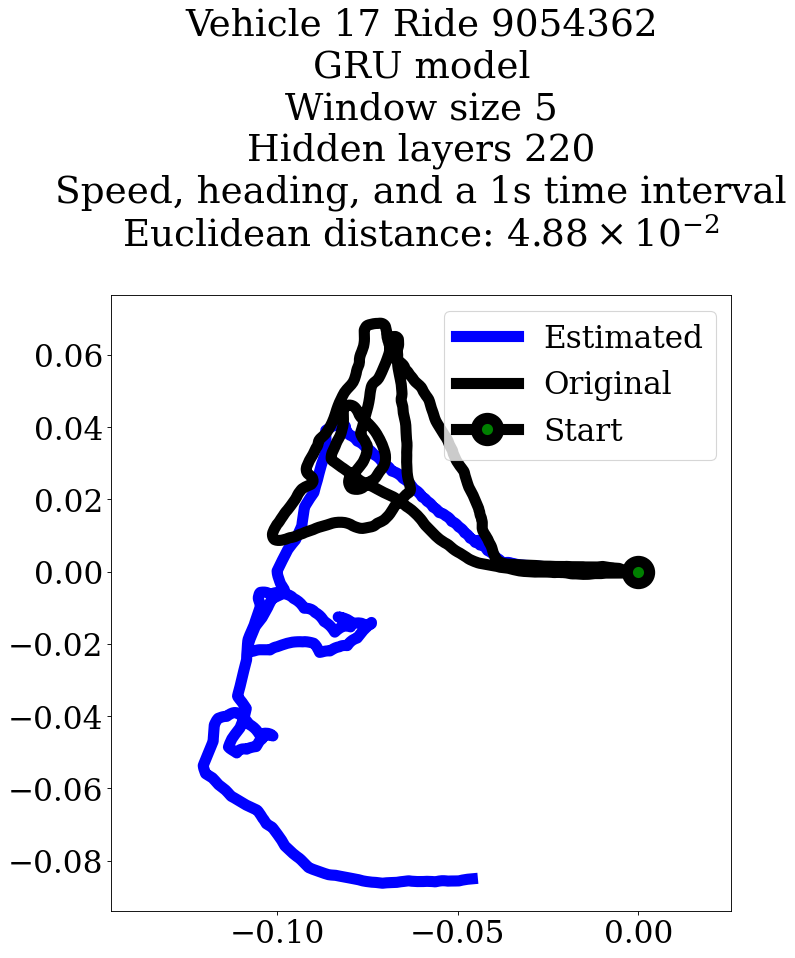 Vehicle 17 Ride 9054362
GRU model
Window size 5
Hidden layers 220
Speed, heading, and a 1s time interval
Euclidean distance: 4.88 × 10⁻²
Estimated
Original
Start
0.06
0.04
0.02
0.00
−0.02
−0.04
−0.06
−0.08
−0.10
−0.05
0.00